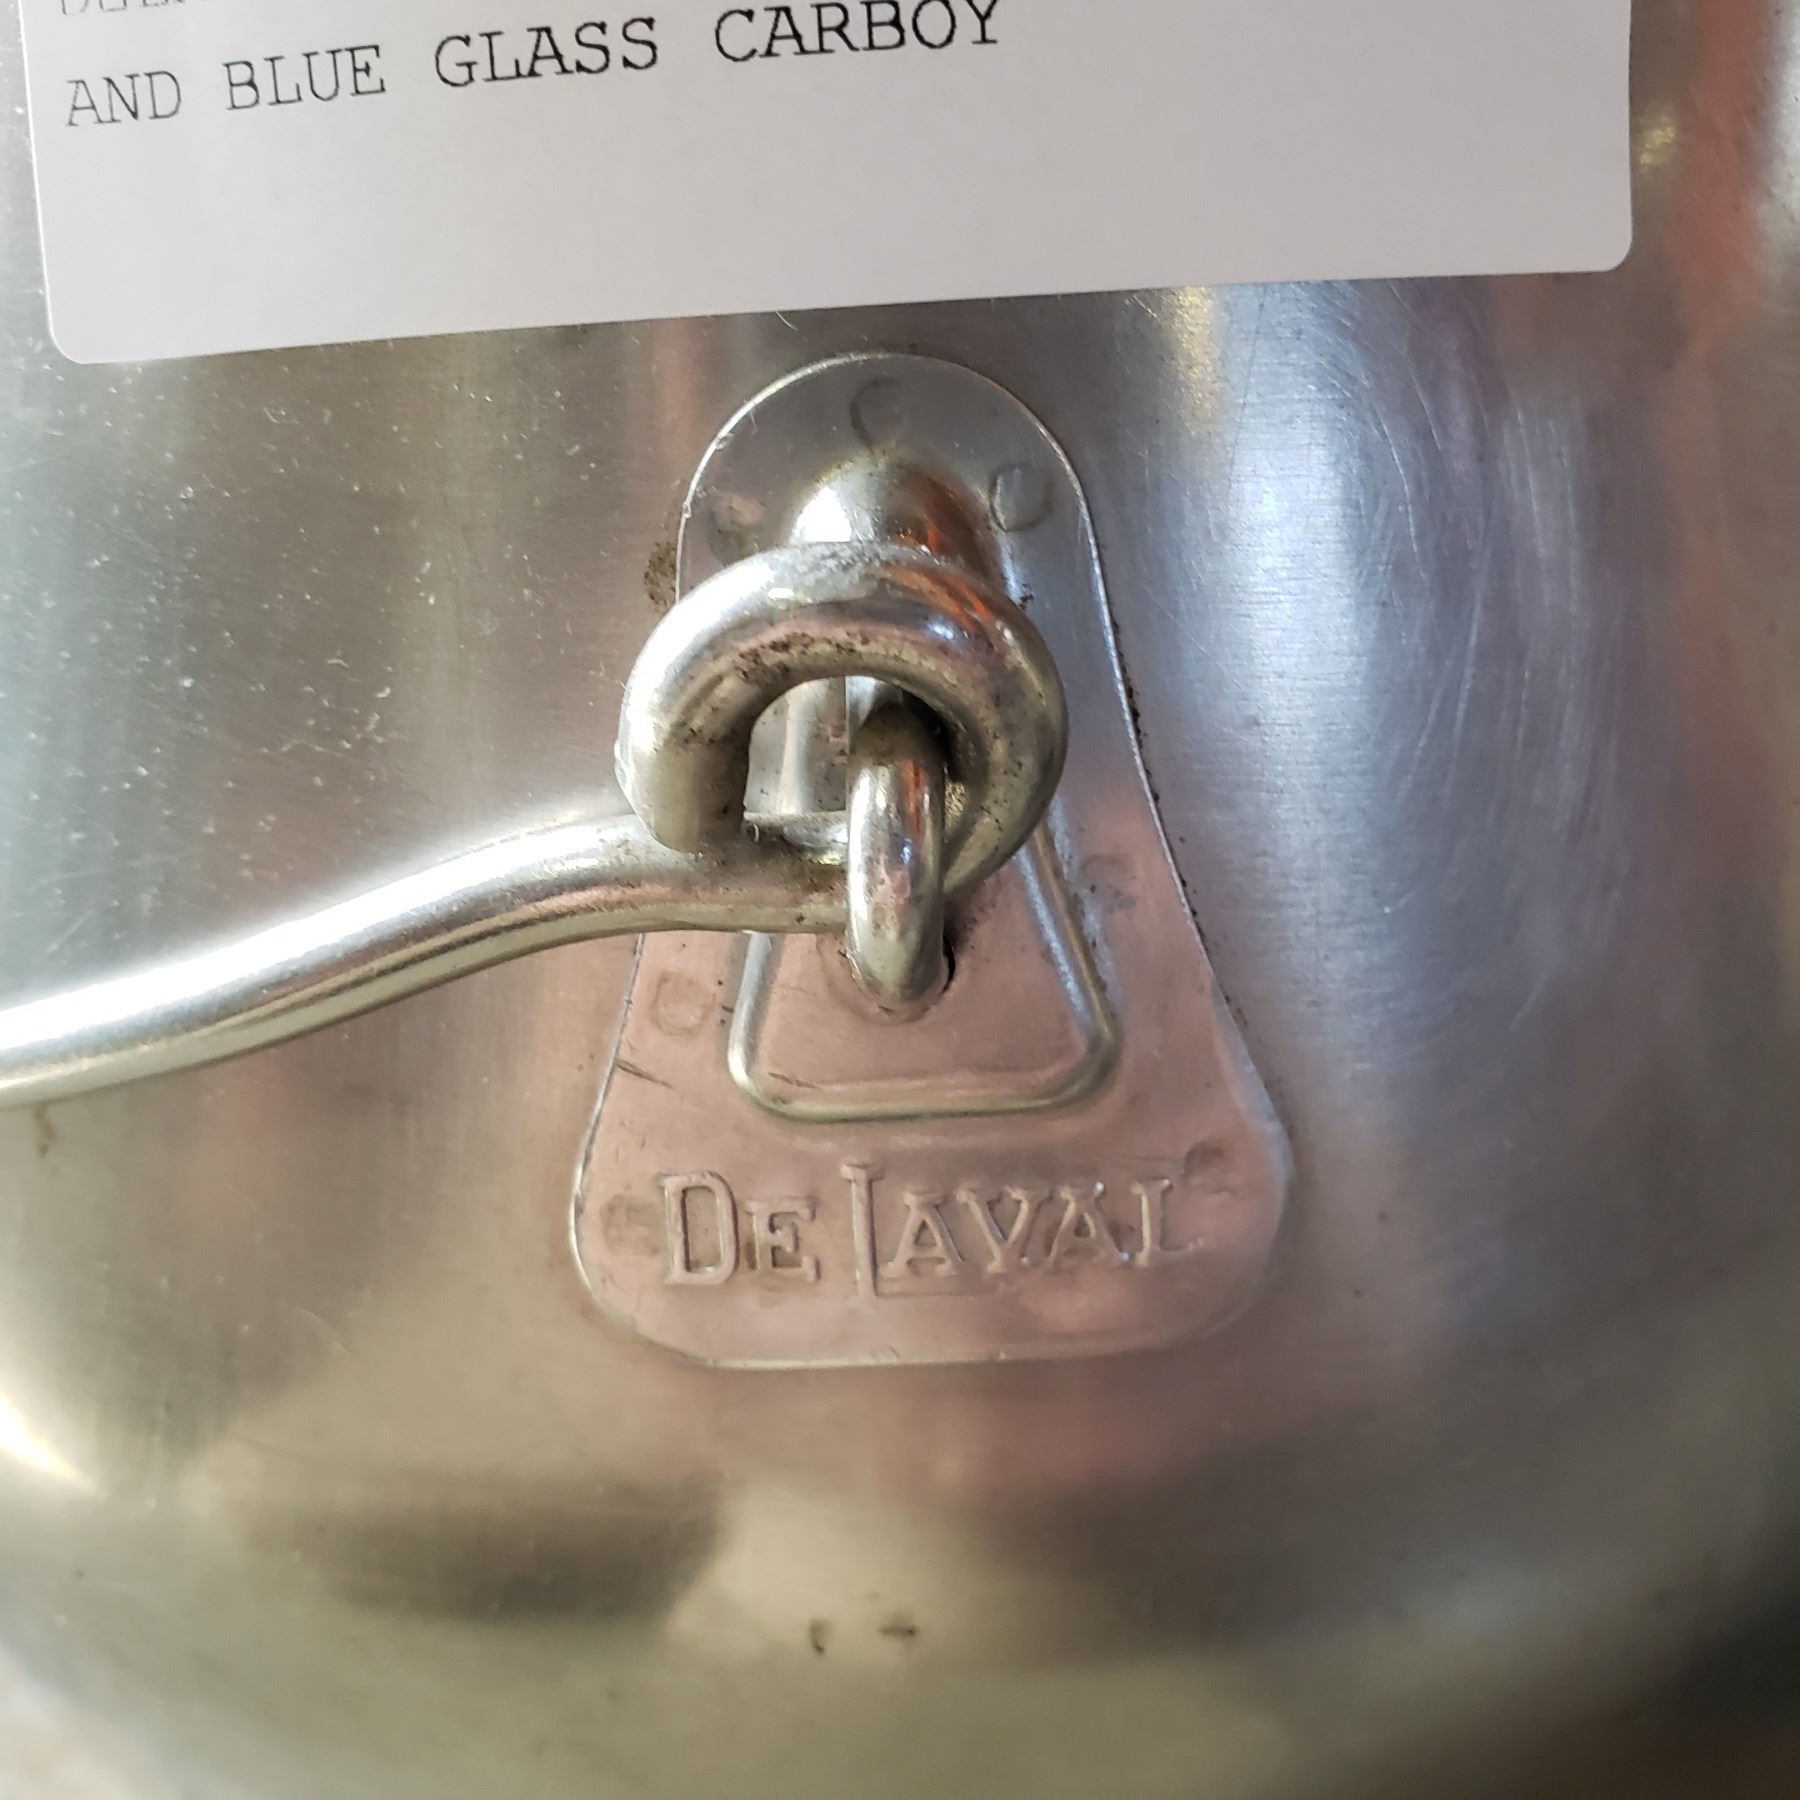 AND BLUE GLASS CARBOY
DE LAVAL